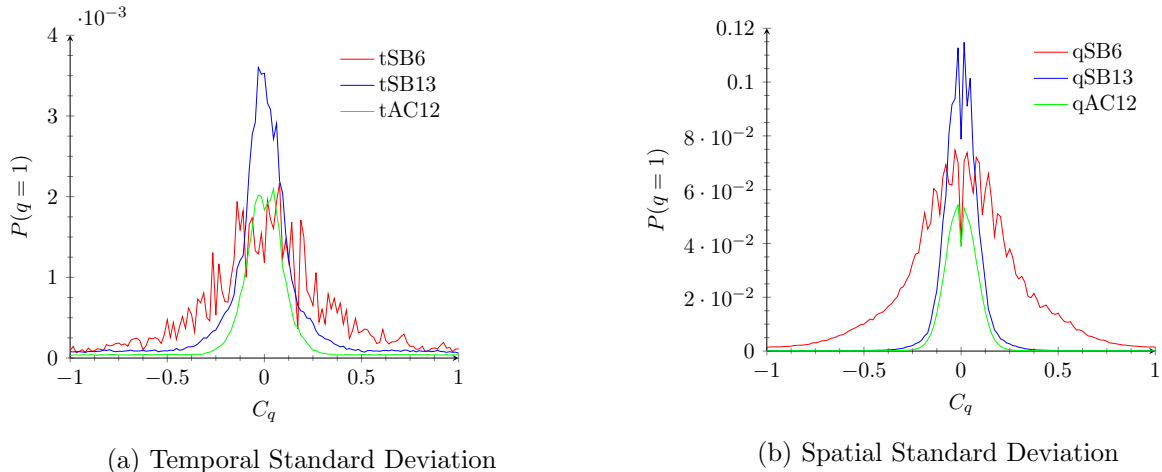 ·10⁻³
4
3
2
1
0
P(q = 1)
−1
−0.5
0
0.5
1
C_q
tSB6
tSB13
tAC12
(a) Temporal Standard Deviation
0.12
0.1
8 · 10⁻²
6 · 10⁻²
4 · 10⁻²
2 · 10⁻²
0
P(q = 1)
−1
−0.5
0
0.5
1
C_q
qSB6
qSB13
qAC12
(b) Spatial Standard Deviation